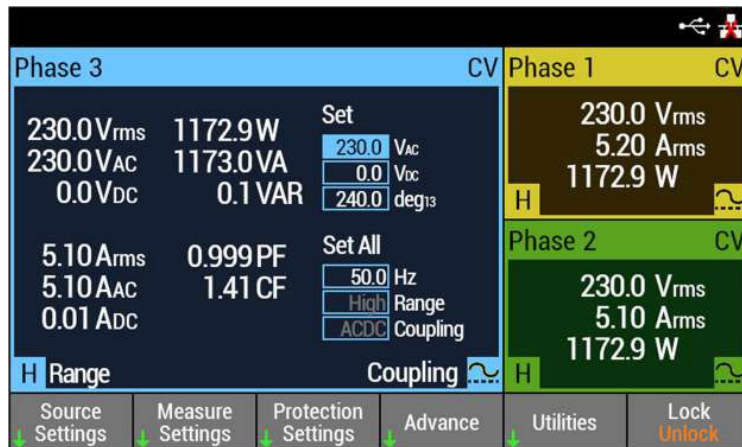 Phase 3 CV
230.0 Vrms 1172.9 W
230.0 VAC 1173.0 VA
0.0 VDC 0.1 VAR
5.10 Arms 0.999 PF
5.10 AAC 1.41 CF
0.01 ADC
Set
230.0 VAC
0.0 VDC
240.0 deg13
Set All
50.0 Hz
High Range
ACDC Coupling
H Range Coupling
Phase 1 CV
230.0 Vrms
5.20 Arms
1172.9 W
H
Phase 2 CV
230.0 Vrms
5.10 Arms
1172.9 W
H
Source
Settings
Measure
Settings
Protection
Settings
Advance
Utilities
Lock
Unlock